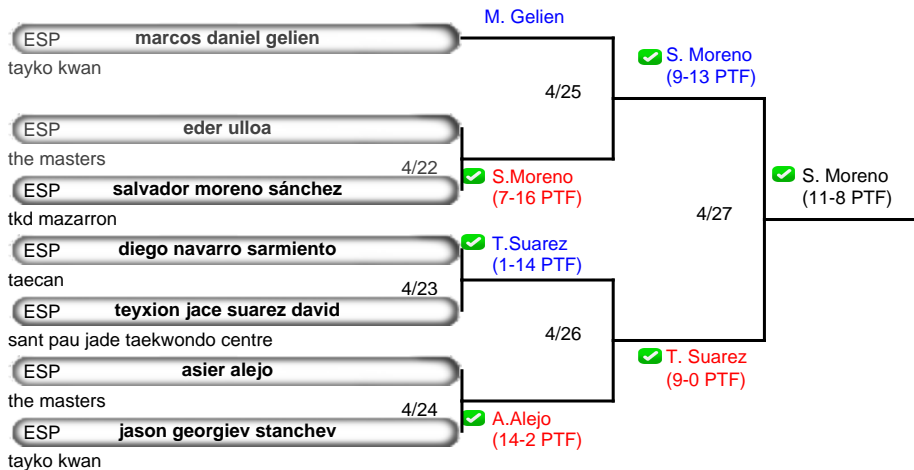 M. Gelien
ESP marcos daniel gelien
tayko kwan
S. Moreno
(9-13 PTF)
4/25
ESP eder ulloa
the masters
4/22
ESP salvador moreno sánchez
tkd mazarron
S.Moreno
(7-16 PTF)
S. Moreno
(11-8 PTF)
4/27
ESP diego navarro sarmiento
taecan
T.Suarez
(1-14 PTF)
4/23
ESP teyxion jace suarez david
sant pau jade taekwondo centre
4/26
T. Suarez
(9-0 PTF)
ESP asier alejo
the masters
4/24
ESP jason georgiev stanchev
tayko kwan
A.Alejo
(14-2 PTF)